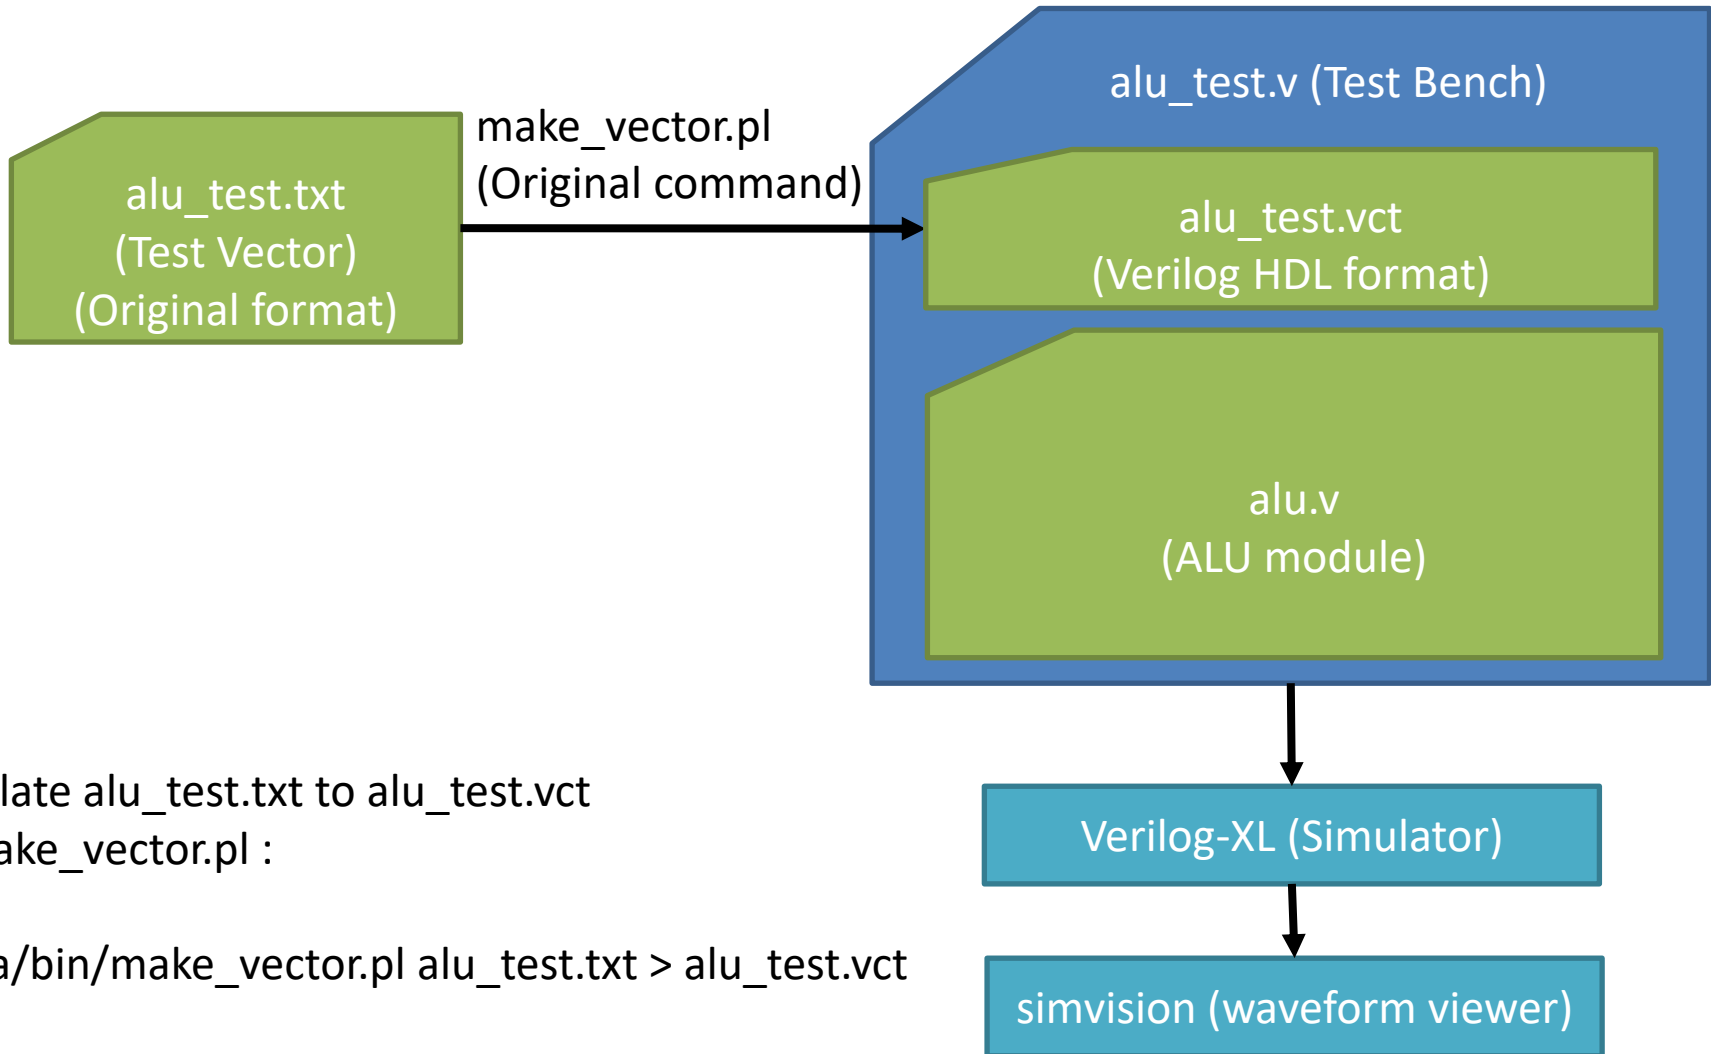 alu_test.txt
(Test Vector)
(Original format)
make_vector.pl
(Original command)
alu_test.v (Test Bench)
alu_test.vct
(Verilog HDL format)
alu.v
(ALU module)
Verilog-XL (Simulator)
simvision (waveform viewer)
late alu_test.txt to alu_test.vct
ake_vector.pl :
a/bin/make_vector.pl alu_test.txt > alu_test.vct